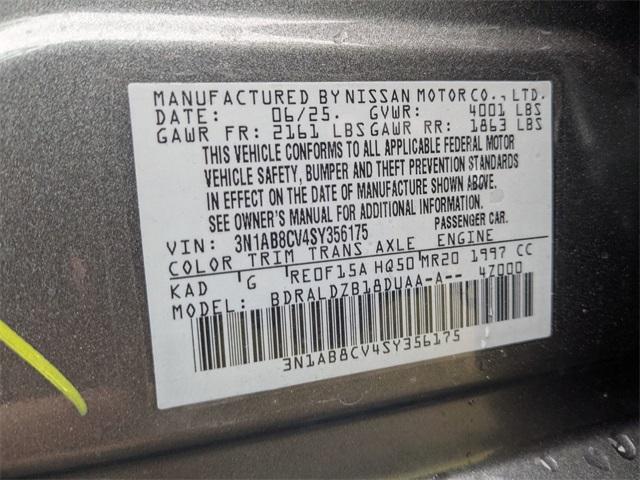 MANUFACTURED BY NISSAN MOTOR CO., LTD.
DATE: 06/25. GVWR: 4001 LBS
GAWR FR: 2161 LBS GAWR RR: 1863 LBS
THIS VEHICLE CONFORMS TO ALL APPLICABLE FEDERAL MOTOR
VEHICLE SAFETY, BUMPER AND THEFT PREVENTION STANDARDS
IN EFFECT ON THE DATE OF MANUFACTURE SHOWN ABOVE.
SEE OWNER'S MANUAL FOR ADDITIONAL INFORMATION.
VIN: 3N1AB8CV4SY356175 PASSENGER CAR.
COLOR TRIM TRANS AXLE ENGINE
KAD G RE0F15A HQ50 MR20 1997 CC
MODEL: BDRALDZB18DUAA-A-- 47000
3N1AB8CV4SY356175